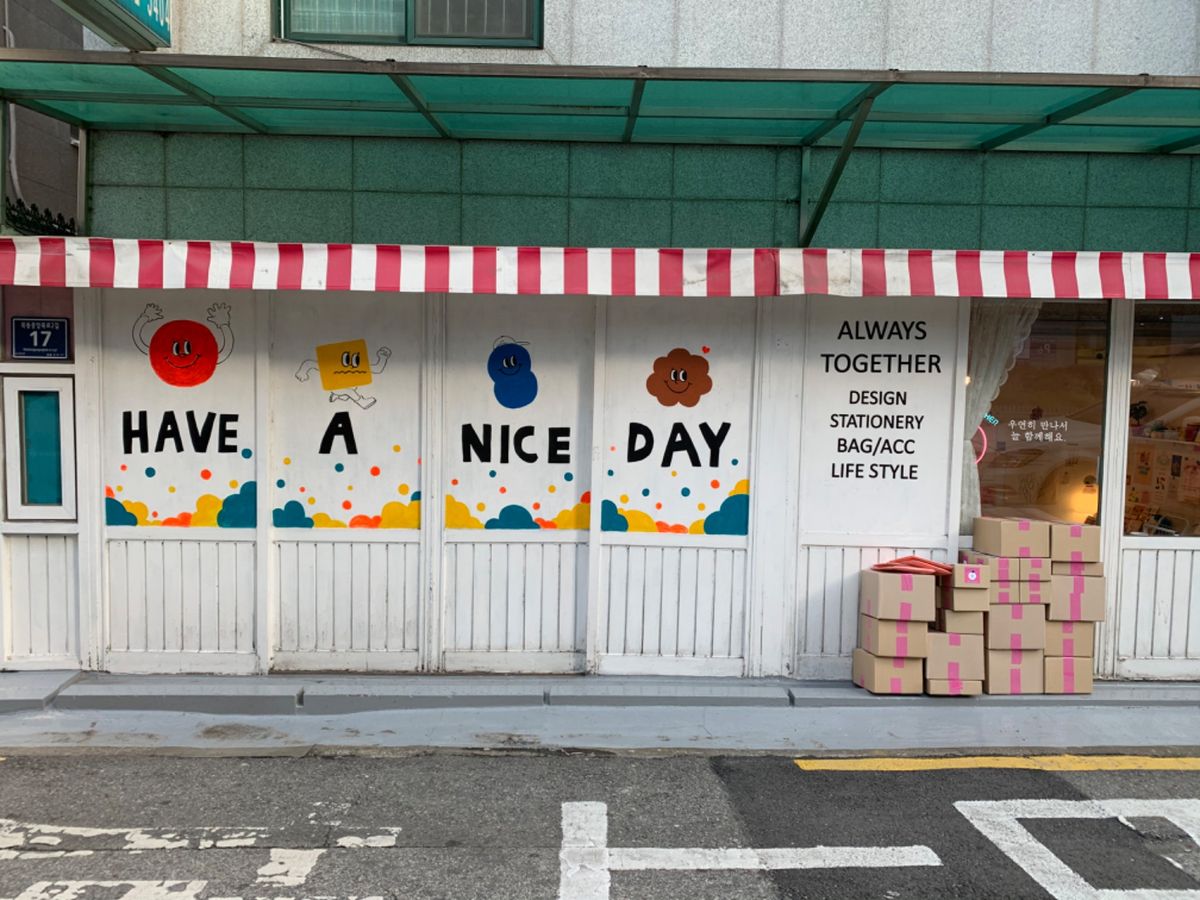 17
HAVE
A
NICE
DAY
ALWAYS
TOGETHER
DESIGN
STATIONERY
BAG/ACC
LIFE STYLE
우연히 만나서
늘 함께해요.